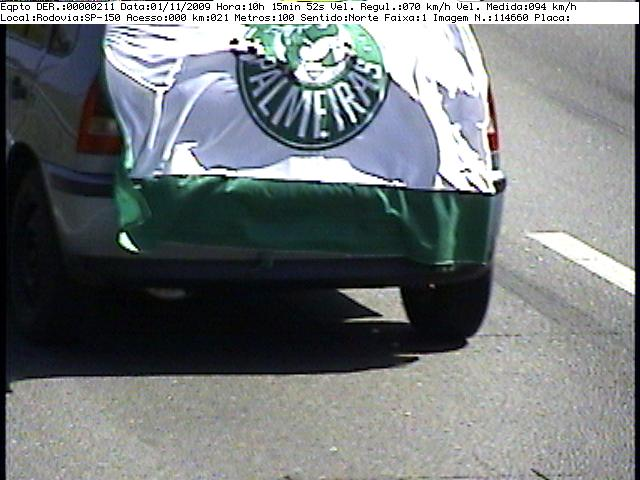 Eqpto DER.:00000211 Data:01/11/2009 Hora:10h 15min 52s Vel. Regul.:070 km/h Vel. Medida:094 km/h
Local:Rodovia:SP-150 Acesso:000 km:021 Metros:100 Sentido:Norte Faixa:1 Imagem N.:114660 Placa:
PALMEIRAS